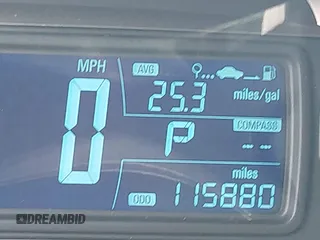 MPH
0
AVG
25.3 miles/gal
P
COMPASS
--
miles
ODO 115880
DREAMBID